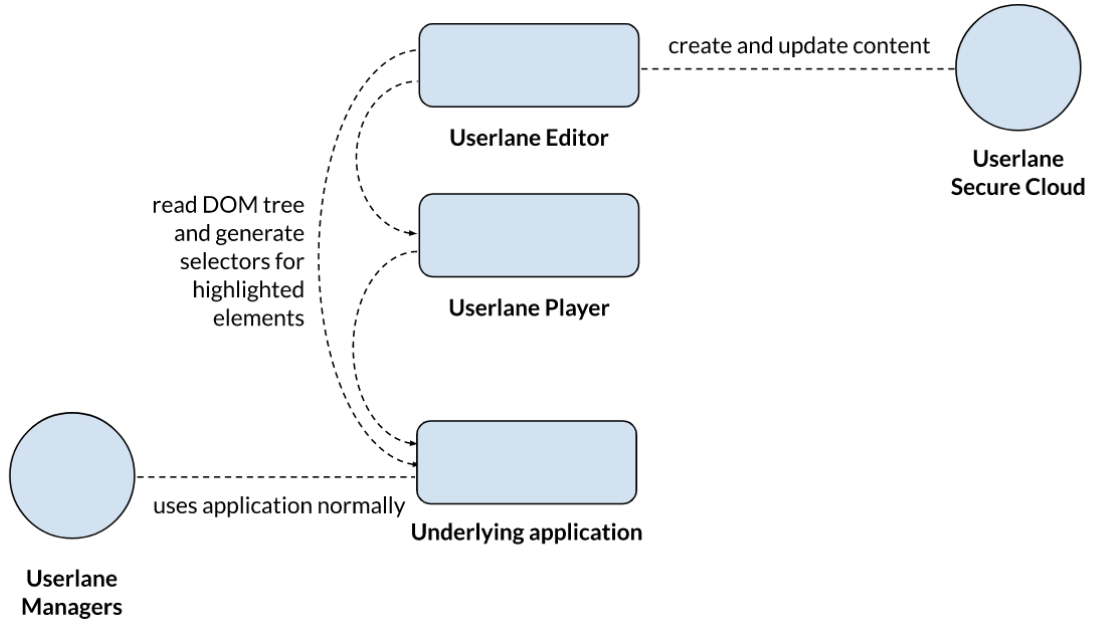 create and update content
Userlane Editor
Userlane
Secure Cloud
read DOM tree
and generate
selectors for
highlighted
elements
Userlane Player
uses application normally
Underlying application
Userlane
Managers